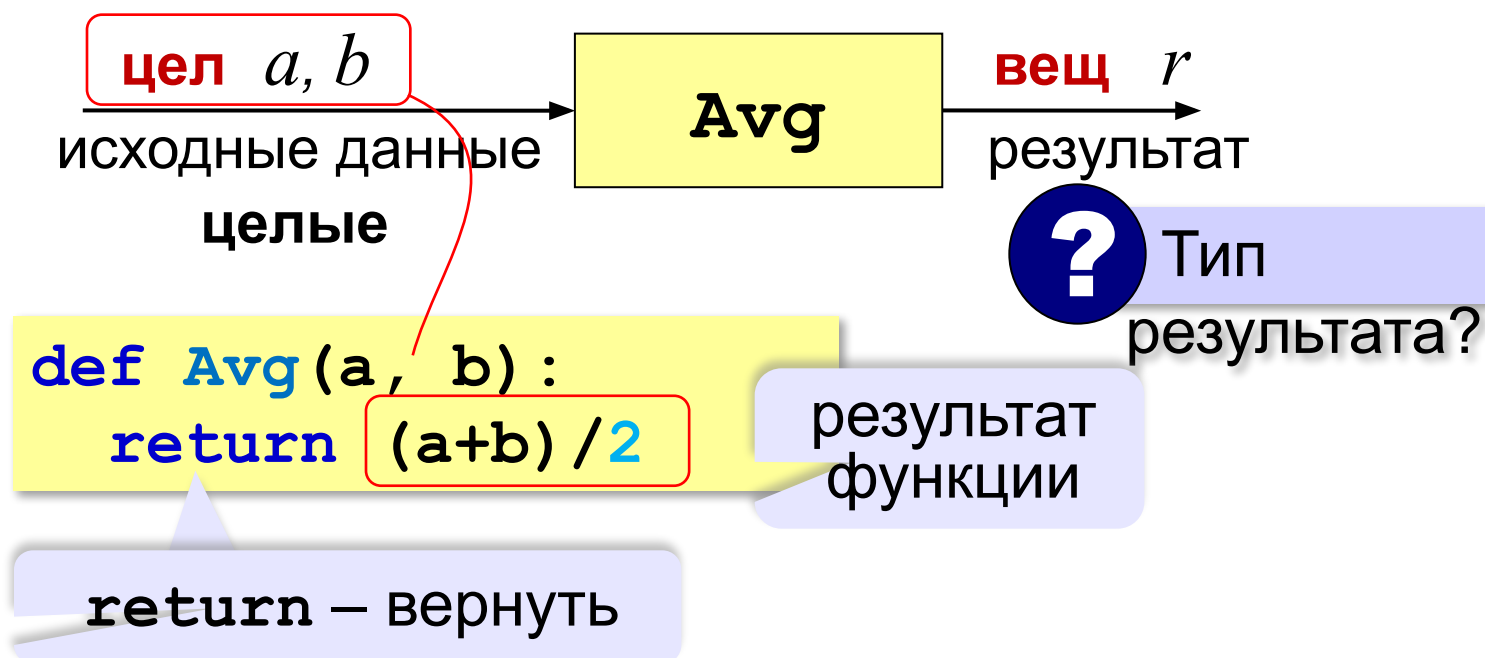 цел a, b
Avg
вещ r
исходные данные
результат
целые
? Тип
результата?
def Avg(a, b):
return (a+b)/2
результат
функции
return – вернуть